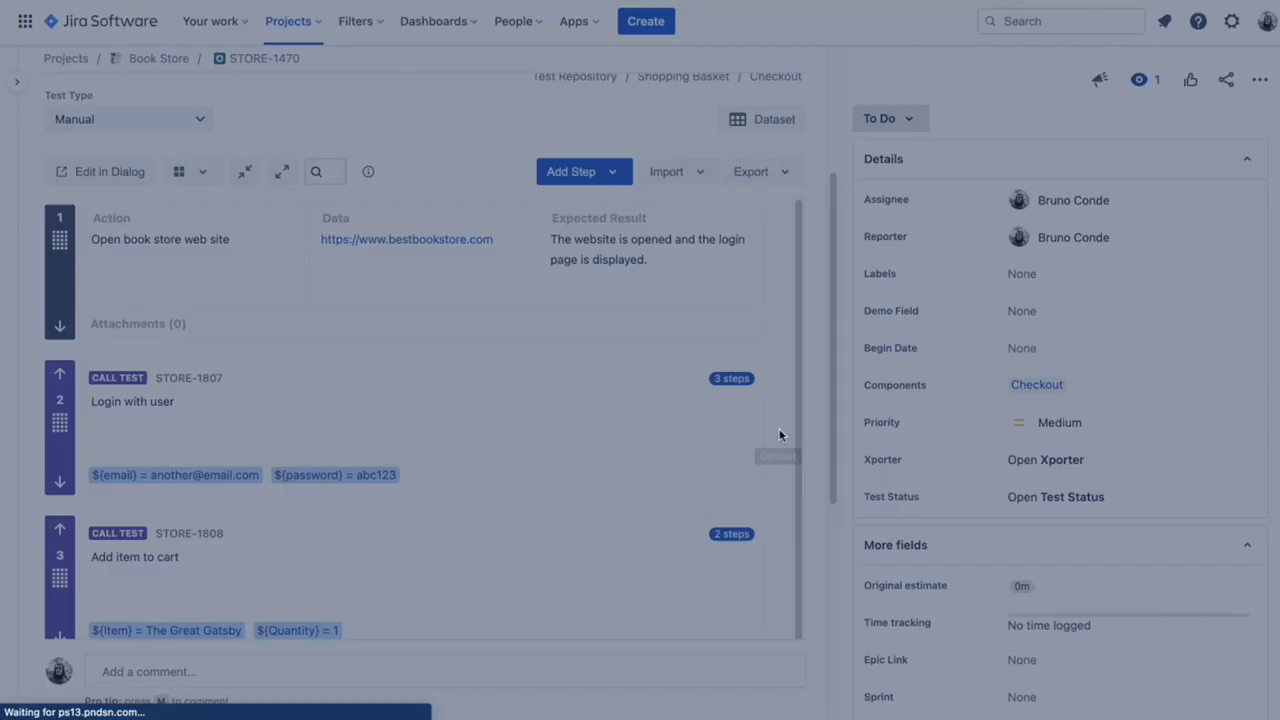 Jira Software
Your work
Projects
Filters
Dashboards
People
Apps
Create
Search
Projects / Book Store / STORE-1470
Test Repository / Shopping Basket / Checkout
1
Test Type
Manual
Dataset
To Do
Edit in Dialog
Add Step
Import
Export
1
Action
Data
Expected Result
Open book store web site
https://www.bestbookstore.com
The website is opened and the login
page is displayed.
Attachments (0)
2
CALL TEST STORE-1807
3 steps
Login with user
${email} = another@email.com
${password} = abc123
Dataset
3
CALL TEST STORE-1808
2 steps
Add item to cart
${Item} = The Great Gatsby
${Quantity} = 1
Add a comment...
Pro tip: press M to comment
Details
Assignee
Bruno Conde
Reporter
Bruno Conde
Labels
None
Demo Field
None
Begin Date
None
Components
Checkout
Priority
Medium
Xporter
Open Xporter
Test Status
Open Test Status
More fields
Original estimate
0m
Time tracking
No time logged
Epic Link
None
Sprint
None
Waiting for ps13.pndsn.com...